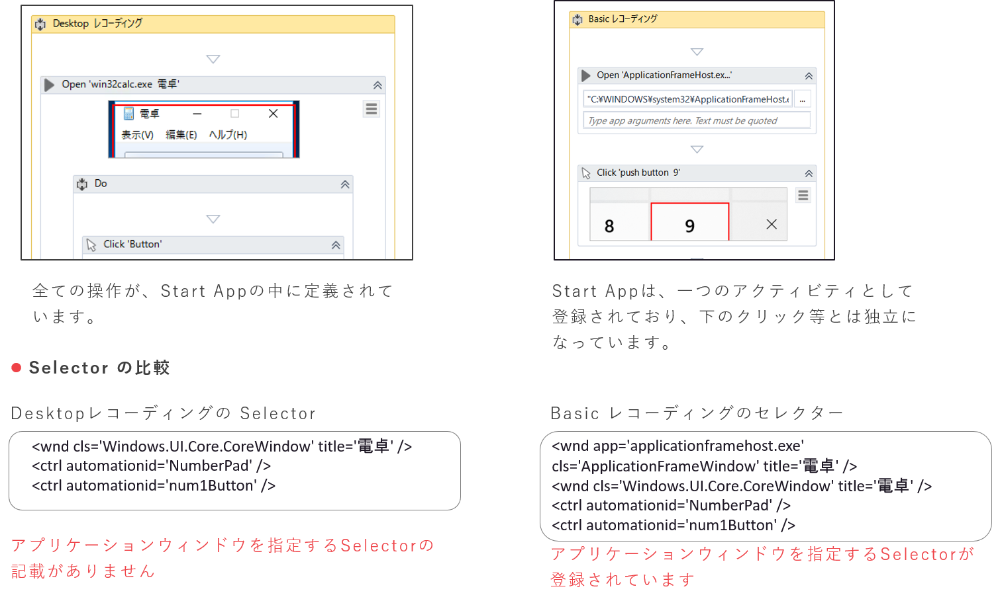 Desktop レコーディング
Open 'win32calc.exe 電卓'
電卓
表示(V) 編集(E) ヘルプ(H)
Do
Click 'Button'
全ての操作が、Start Appの中に定義されて
います。
Basic レコーディング
Open 'ApplicationFrameHost.ex...'
"C:¥WINDOWS¥system32¥ApplicationFrameHost.e
...
Type app arguments here. Text must be quoted
Click 'push button 9'
8 9
Start Appは、一つのアクティビティとして
登録されており、下のクリック等とは独立に
なっています。
Selector の比較
Desktopレコーディングの Selector
<wnd cls='Windows.UI.Core.CoreWindow' title='電卓' />
<ctrl automationid='NumberPad' />
<ctrl automationid='num1Button' />
アプリケーションウィンドウを指定するSelectorの
記載がありません
Basic レコーディングのセレクター
<wnd app='applicationframehost.exe'
cls='ApplicationFrameWindow' title='電卓' />
<wnd cls='Windows.UI.Core.CoreWindow' title='電卓' />
<ctrl automationid='NumberPad' />
<ctrl automationid='num1Button' />
アプリケーションウィンドウを指定するSelectorが
登録されています